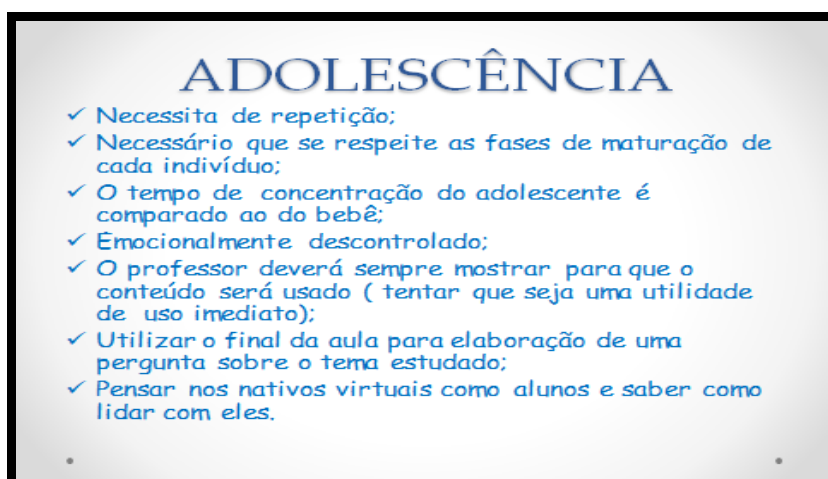 ADOLESCÊNCIA
✓ Necessita de repetição;
✓ Necessário que se respeite as fases de maturação de
cada indivíduo;
✓ O tempo de concentração do adolescente é
comparado ao do bebê;
✓ Emocionalmente descontrolado;
✓ O professor deverá sempre mostrar para que o
conteúdo será usado ( tentar que seja uma utilidade
de uso imediato);
✓ Utilizar o final da aula para elaboração de uma
pergunta sobre o tema estudado;
✓ Pensar nos nativos virtuais como alunos e saber como
lidar com eles.